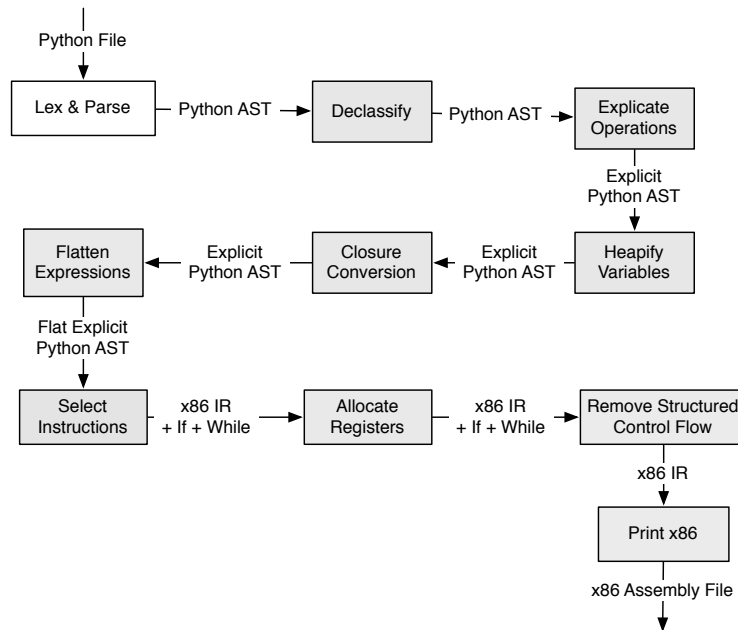 Python File
Lex & Parse
Python AST
Declassify
Python AST
Explicate
Operations
Explicit
Python AST
Heapify
Variables
Explicit
Python AST
Closure
Conversion
Explicit
Python AST
Flatten
Expressions
Flat Explicit
Python AST
Select
Instructions
x86 IR
+ If + While
Allocate
Registers
x86 IR
+ If + While
Remove Structured
Control Flow
x86 IR
Print x86
x86 Assembly File